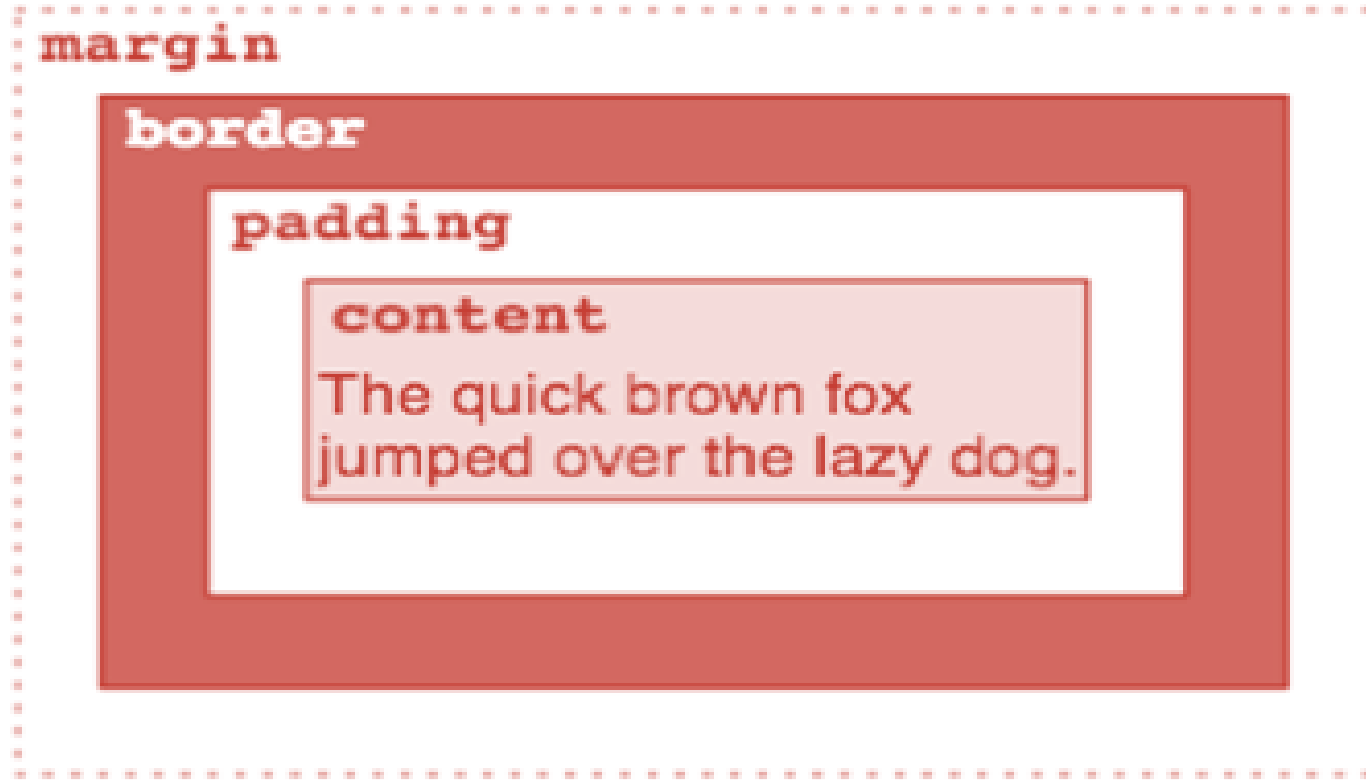 margin
border
padding
content
The quick brown fox
jumped over the lazy dog.